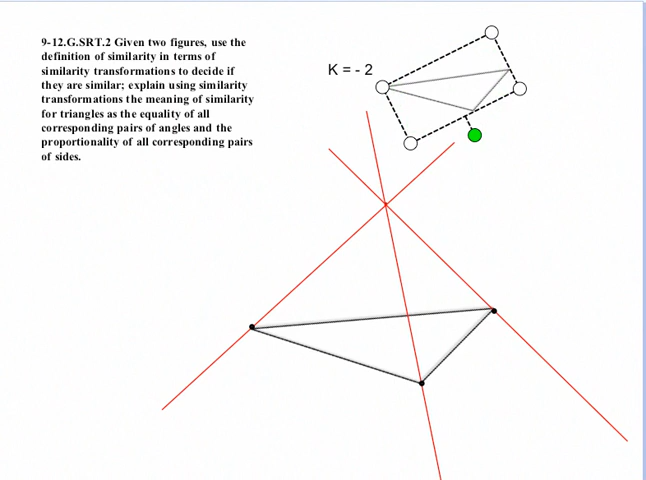 9-12.G.SRT.2 Given two figures, use the
definition of similarity in terms of
similarity transformations to decide if
they are similar; explain using similarity
transformations the meaning of similarity
for triangles as the equality of all
corresponding pairs of angles and the
proportionality of all corresponding pairs
of sides.
K = - 2